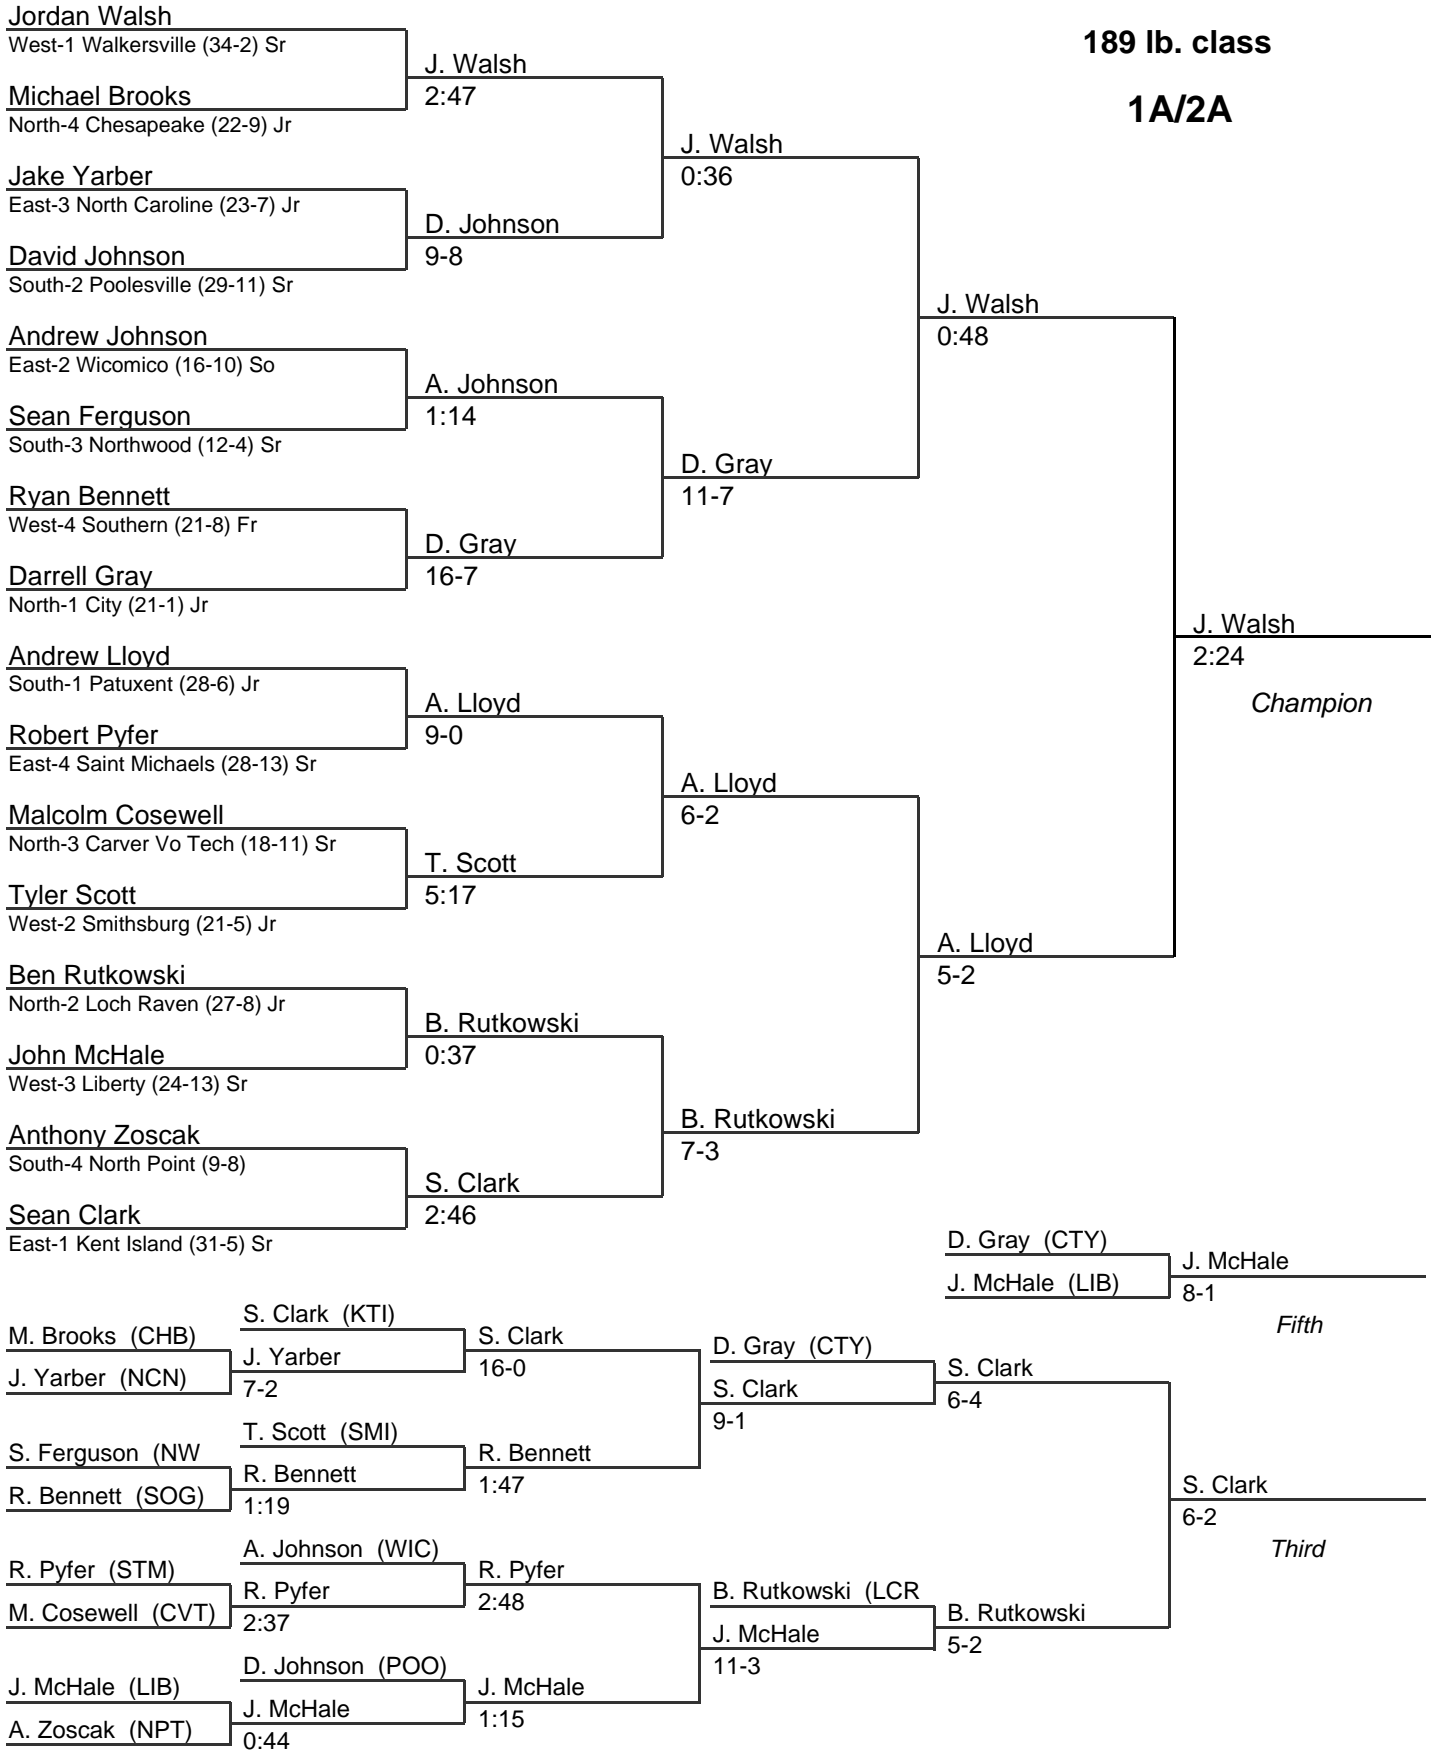 189 lb. class
1A/2A
Jordan Walsh
West-1 Walkersville (34-2) Sr
J. Walsh
2:47
Michael Brooks
North-4 Chesapeake (22-9) Jr
J. Walsh
0:36
Jake Yarber
East-3 North Caroline (23-7) Jr
D. Johnson
9-8
David Johnson
South-2 Poolesville (29-11) Sr
J. Walsh
0:48
Andrew Johnson
East-2 Wicomico (16-10) So
A. Johnson
1:14
Sean Ferguson
South-3 Northwood (12-4) Sr
D. Gray
11-7
Ryan Bennett
West-4 Southern (21-8) Fr
D. Gray
16-7
Darrell Gray
North-1 City (21-1) Jr
J. Walsh
2:24
Champion
Andrew Lloyd
South-1 Patuxent (28-6) Jr
A. Lloyd
9-0
Robert Pyfer
East-4 Saint Michaels (28-13) Sr
A. Lloyd
6-2
Malcolm Cosewell
North-3 Carver Vo Tech (18-11) Sr
T. Scott
5:17
Tyler Scott
West-2 Smithsburg (21-5) Jr
A. Lloyd
5-2
Ben Rutkowski
North-2 Loch Raven (27-8) Jr
B. Rutkowski
0:37
John McHale
West-3 Liberty (24-13) Sr
B. Rutkowski
7-3
Anthony Zoscak
South-4 North Point (9-8)
S. Clark
2:46
Sean Clark
East-1 Kent Island (31-5) Sr
D. Gray (CTY)
J. McHale (LIB)
J. McHale
8-1
Fifth
M. Brooks (CHB)
J. Yarber (NCN)
S. Clark (KTI)
J. Yarber
7-2
S. Clark
16-0
S. Ferguson (NW
R. Bennett (SOG)
T. Scott (SMI)
R. Bennett
1:19
R. Bennett
1:47
D. Gray (CTY)
S. Clark
9-1
S. Clark
6-4
R. Pyfer (STM)
M. Cosewell (CVT)
A. Johnson (WIC)
R. Pyfer
2:37
R. Pyfer
2:48
J. McHale (LIB)
A. Zoscak (NPT)
D. Johnson (POO)
J. McHale
0:44
J. McHale
1:15
B. Rutkowski (LCR
J. McHale
11-3
B. Rutkowski
5-2
S. Clark
6-2
Third